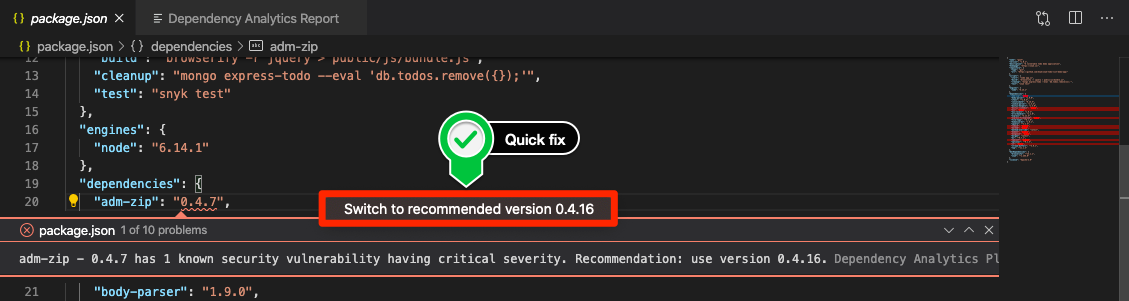 {} package.json × Dependency Analytics Report
{} package.json > {} dependencies > abc adm-zip
12 "build": "browserify -r jquery > public/js/bundle.js",
13 "cleanup": "mongo express-todo --eval 'db.todos.remove({});'",
14 "test": "snyk test"
15 },
16 "engines": {
17 "node": "6.14.1"
18 },
19 "dependencies": {
20 "adm-zip": "0.4.7",
Quick fix
Switch to recommended version 0.4.16
package.json 1 of 10 problems
adm-zip - 0.4.7 has 1 known security vulnerability having critical severity. Recommendation: use version 0.4.16. Dependency Analytics Pl
21 "body-parser": "1.9.0",